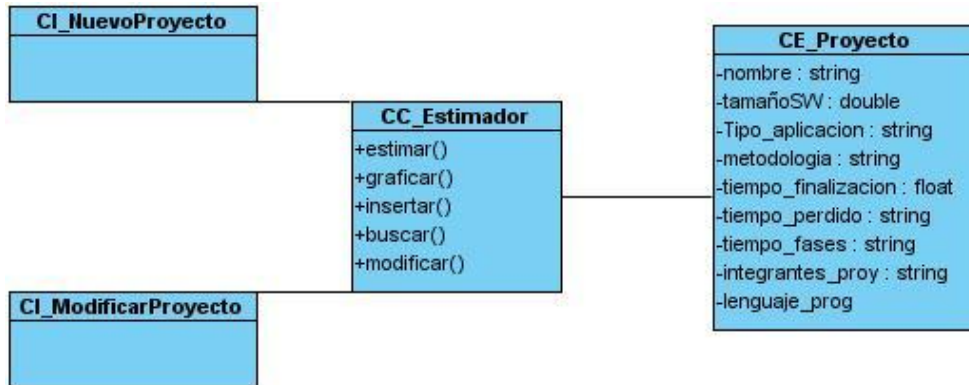 CI_NuevoProyecto
CC_Estimador
+estimar()
+graficar()
+insertar()
+buscar()
+modificar()
CI_ModificarProyecto
CE_Proyecto
-nombre : string
-tamañoSW : double
-Tipo_aplicacion : string
-metodologia : string
-tiempo_finalizacion : float
-tiempo_perdido : string
-tiempo_fases : string
-integrantes_proy : string
-lenguaje_prog